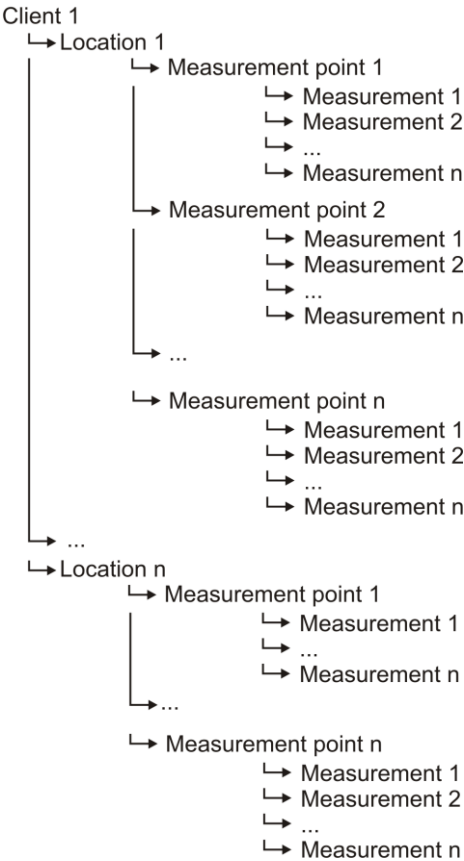 Client 1
Location 1
Measurement point 1
Measurement 1
Measurement 2
...
Measurement n
Measurement point 2
Measurement 1
Measurement 2
...
Measurement n
...
Measurement point n
Measurement 1
Measurement 2
...
Measurement n
...
Location n
Measurement point 1
Measurement 1
...
Measurement n
...
Measurement point n
Measurement 1
Measurement 2
...
Measurement n